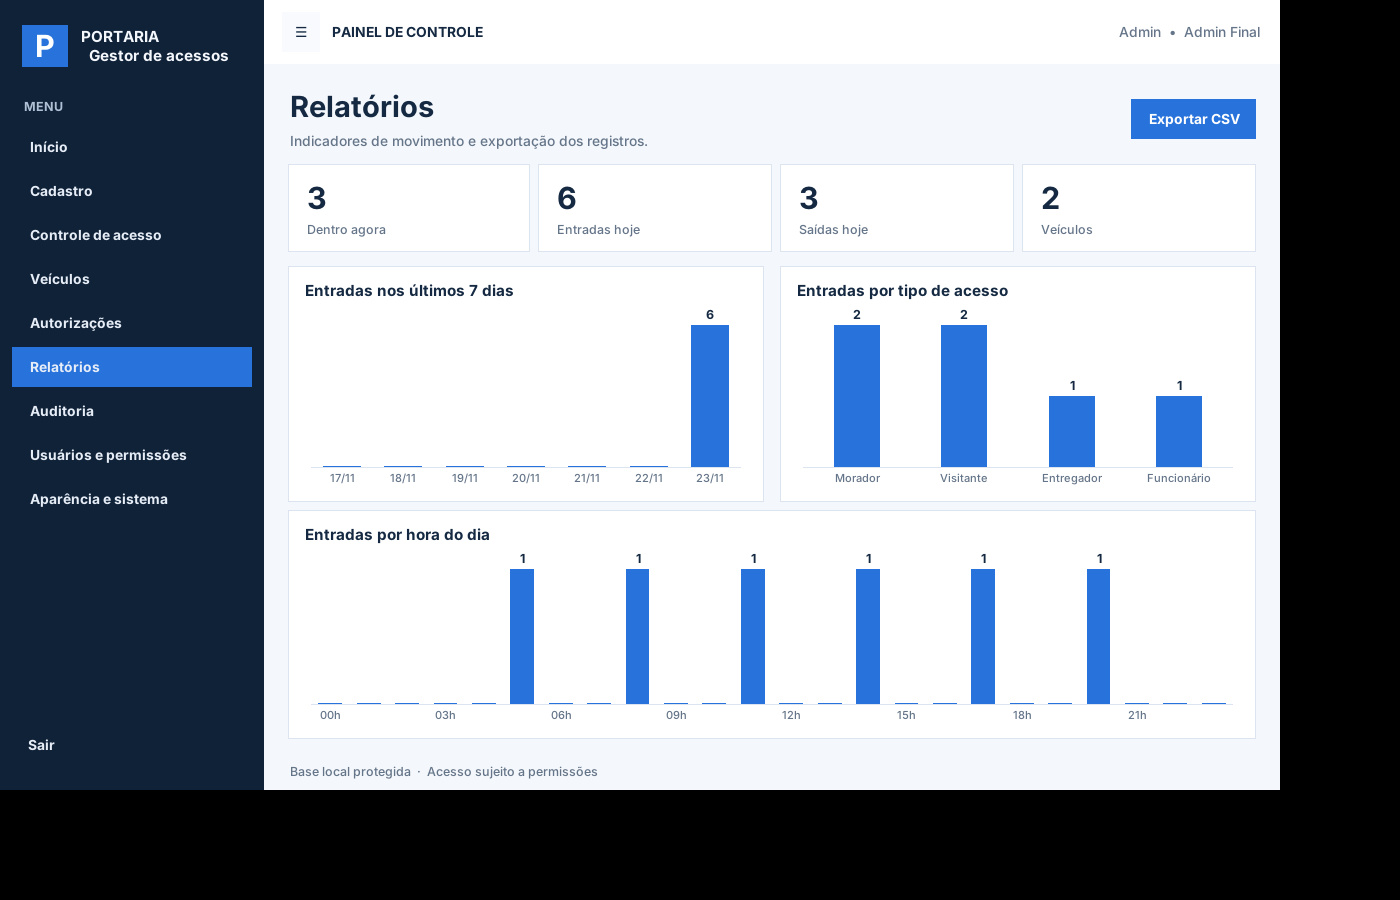 P
PORTARIA
Gestor de acessos
MENU
Início
Cadastro
Controle de acesso
Veículos
Autorizações
Relatórios
Auditoria
Usuários e permissões
Aparência e sistema
Sair
☰ PAINEL DE CONTROLE
Admin • Admin Final
Relatórios
Indicadores de movimento e exportação dos registros.
Exportar CSV
3
Dentro agora
6
Entradas hoje
3
Saídas hoje
2
Veículos
Entradas nos últimos 7 dias
6
17/11 18/11 19/11 20/11 21/11 22/11 23/11
Entradas por tipo de acesso
2 2 1 1
Morador Visitante Entregador Funcionário
Entradas por hora do dia
1 1 1 1 1 1
00h 03h 06h 09h 12h 15h 18h 21h
Base local protegida · Acesso sujeito a permissões